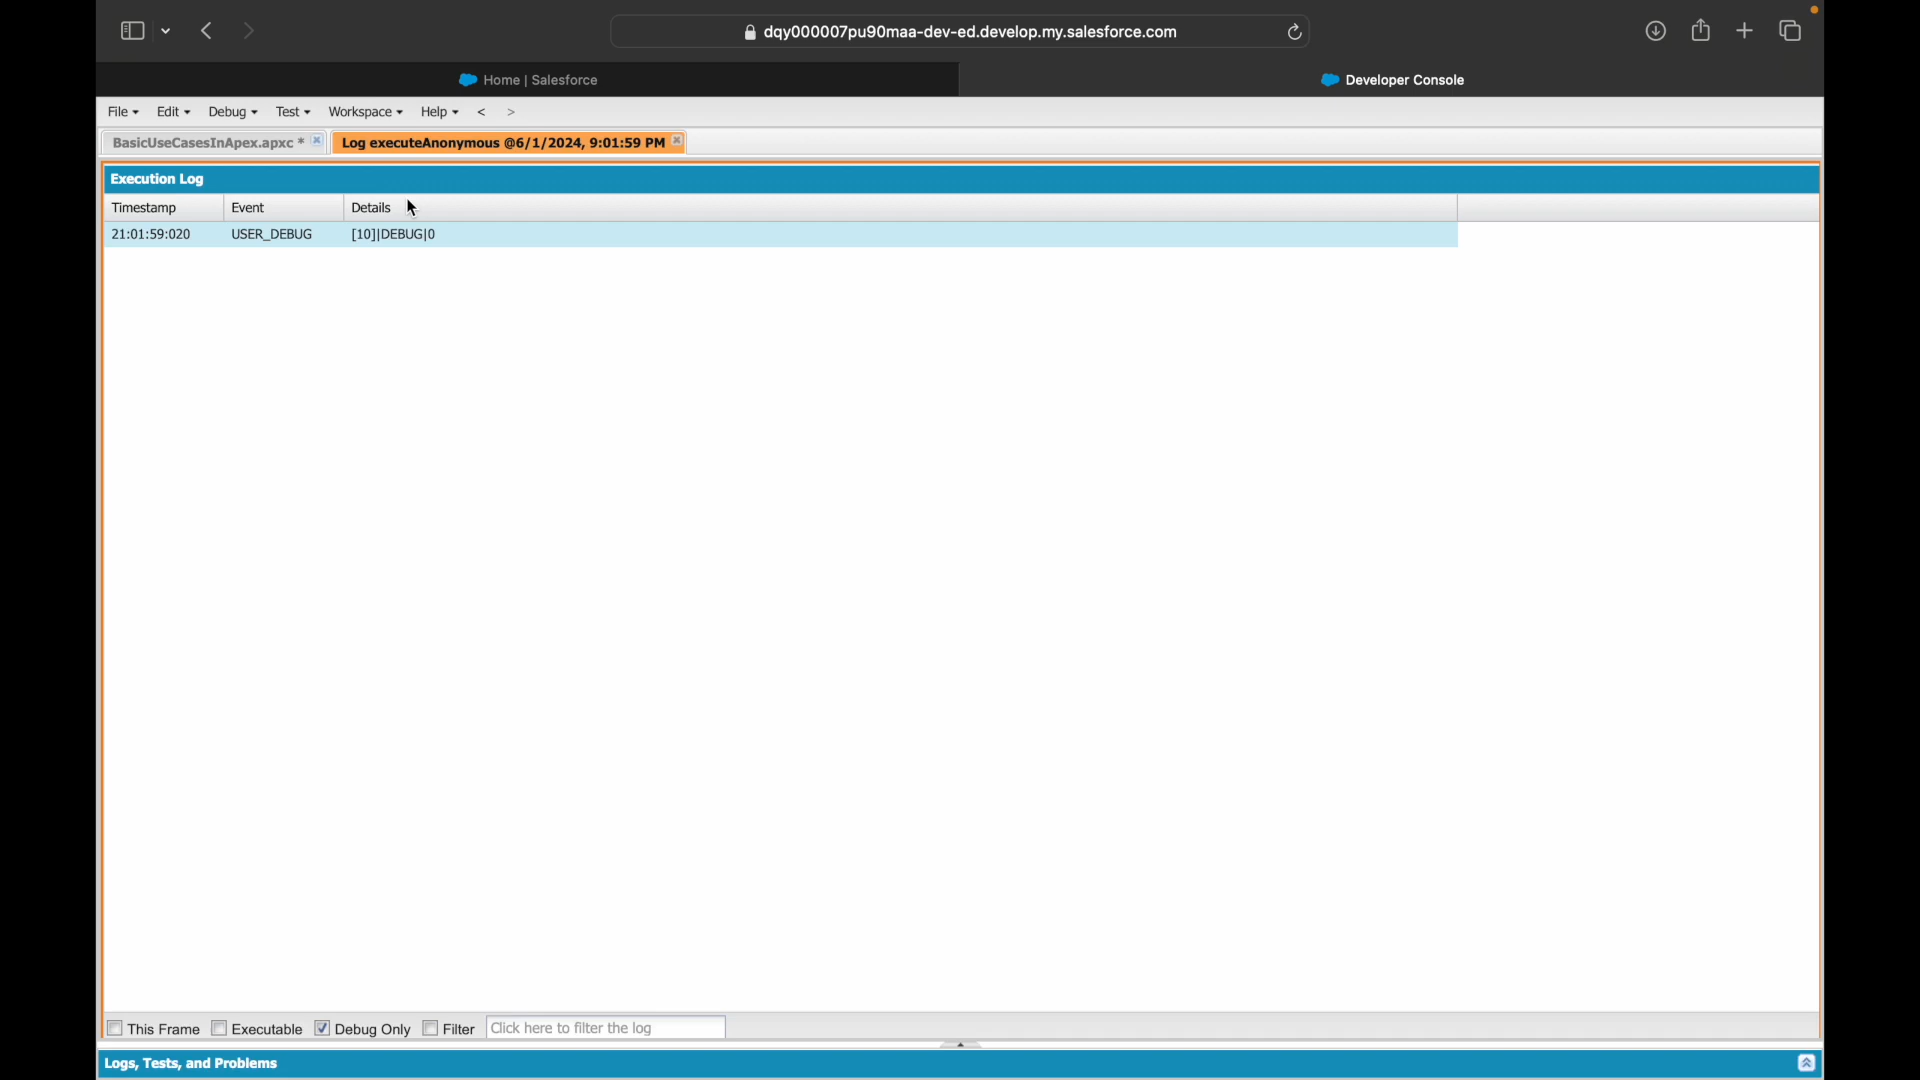 dqy000007pu90maa-dev-ed.develop.my.salesforce.com
Home | Salesforce
Developer Console
File Edit Debug Test Workspace Help < >
BasicUseCasesInApex.apxc *
Log executeAnonymous @6/1/2024, 9:01:59 PM
Execution Log
Timestamp Event Details
21:01:59:020 USER_DEBUG [10]|DEBUG|0
This Frame Executable Debug Only Filter Click here to filter the log
Logs, Tests, and Problems